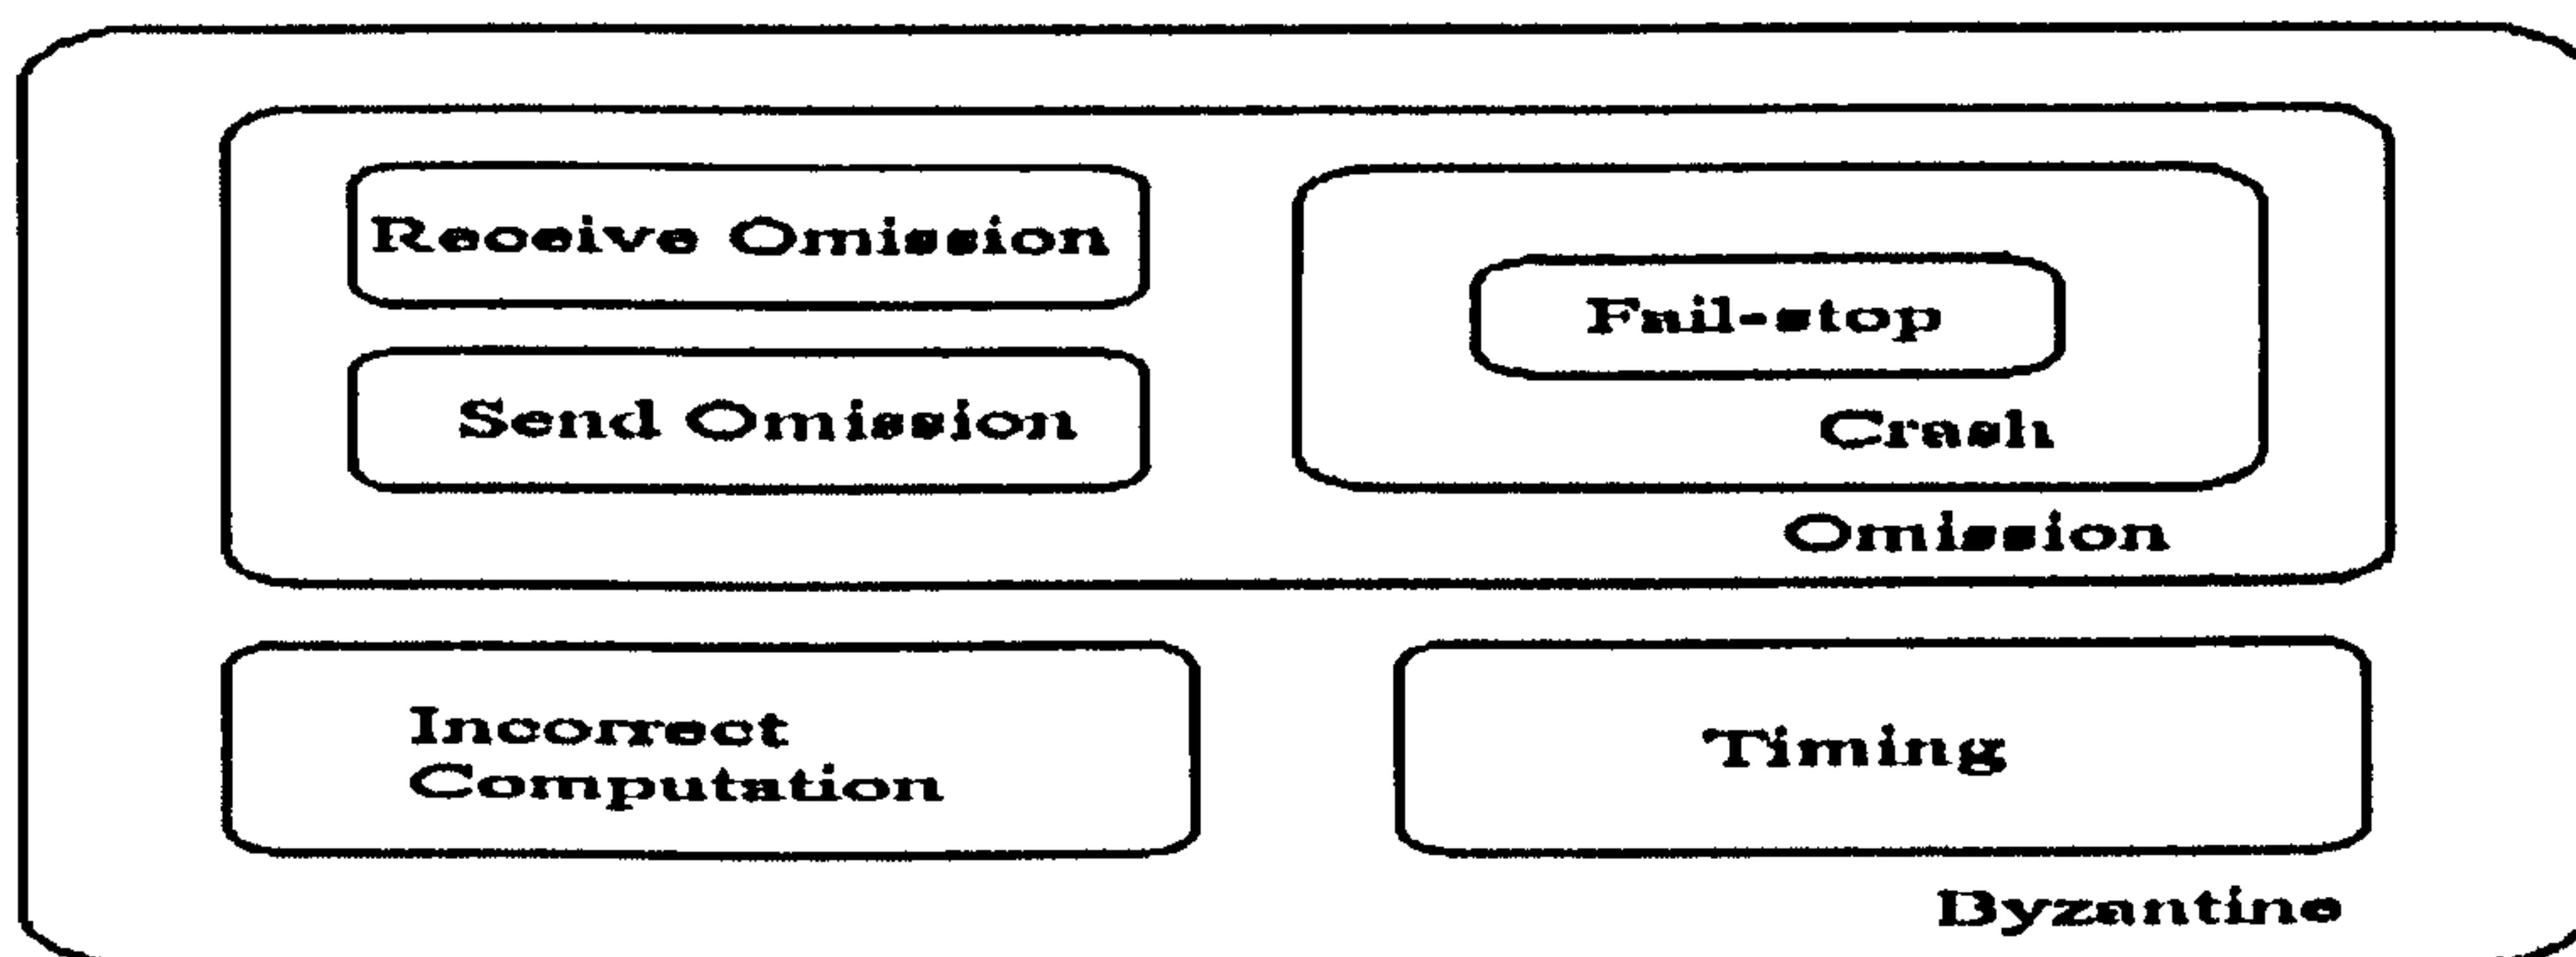 Receive Omission
Fail-stop
Send Omission
Crash
Omission
Incorrect
Computation
Timing
Byzantine